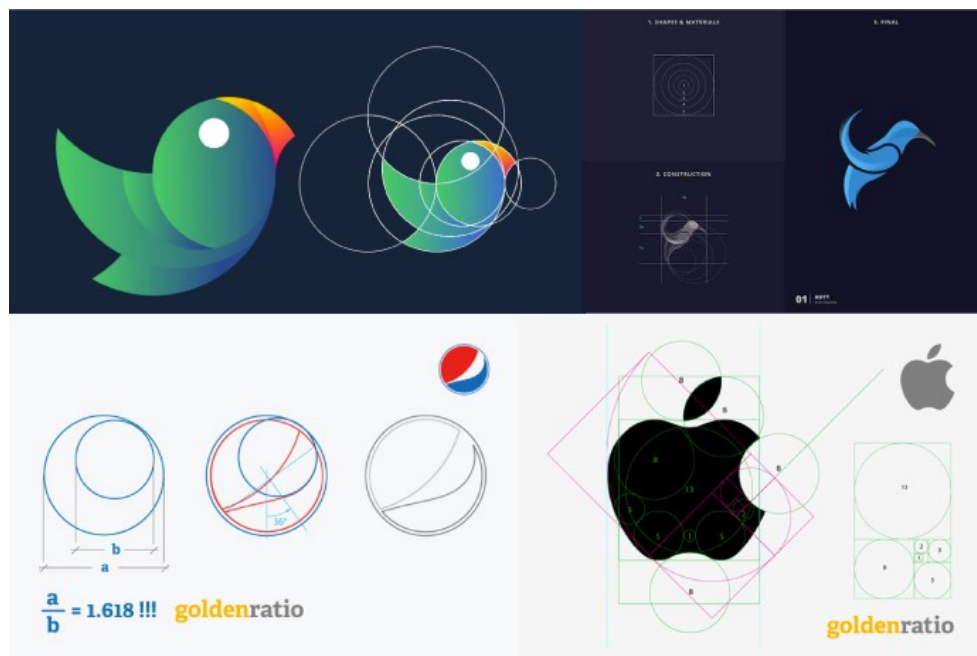 1. SHAPES & MATERIALS
3. FINAL
2. CONSTRUCTION
01
b
a
36°
a
b
= 1.618 !!!
goldenratio
8
8
8
8
13
3
2
5
1
5
8
13
2
3
1
8
5
goldenratio